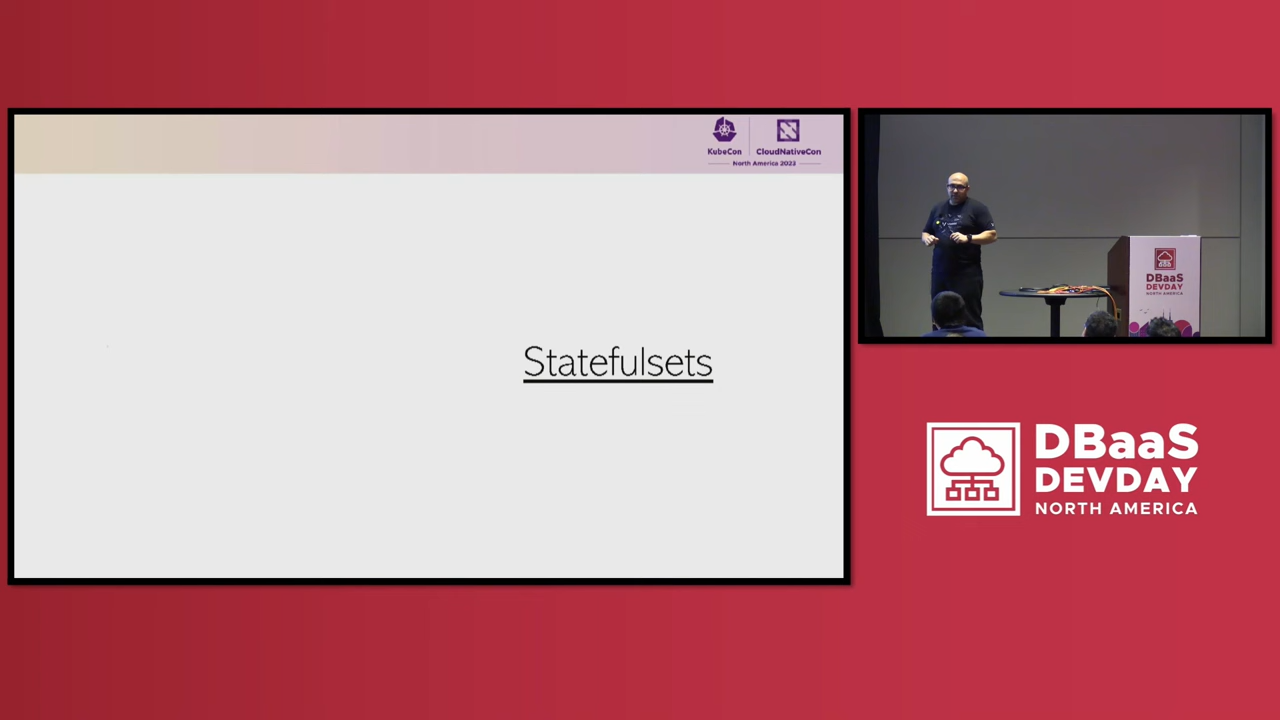 KubeCon
CloudNativeCon
North America 2023
Statefulsets
DBaaS
DEVDAY
NORTH AMERICA
DBaaS
DEVDAY
NORTH AMERICA